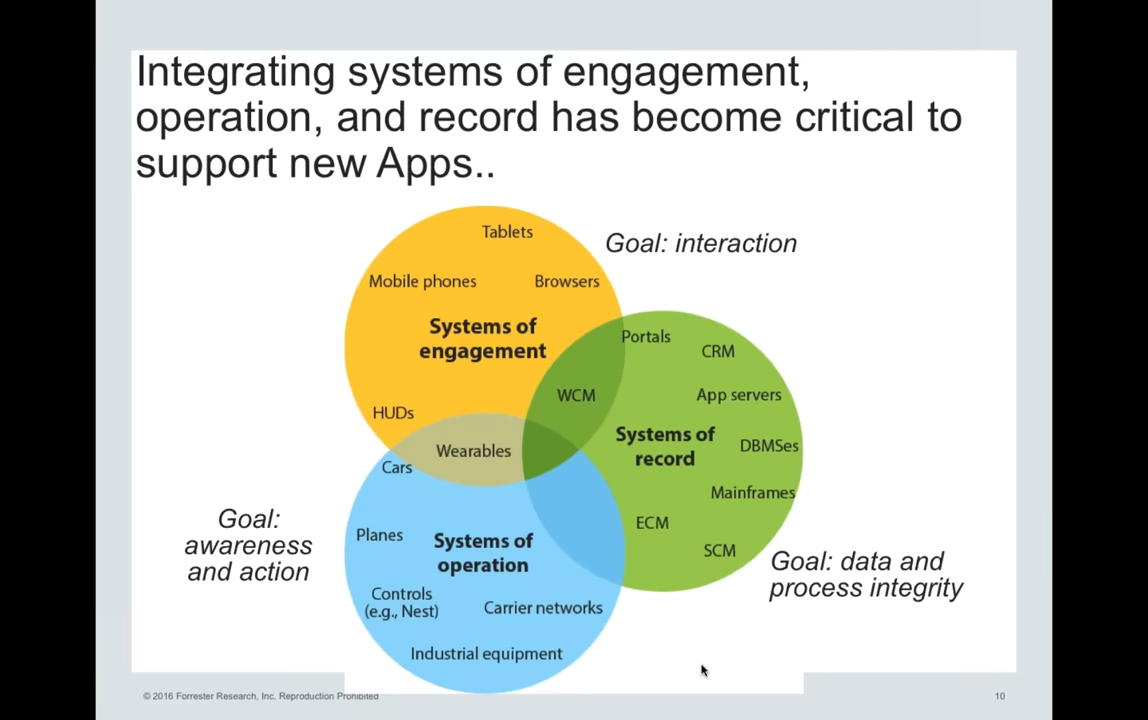 Integrating systems of engagement,
operation, and record has become critical to
support new Apps..
Tablets
Goal: interaction
Mobile phones
Browsers
Systems of
engagement
Portals
CRM
WCM
App servers
HUDs
Systems of
record
DBMSes
Wearables
Cars
Mainframes
ECM
SCM
Goal:
awareness
and action
Planes
Systems of
operation
Goal: data and
process integrity
Controls
(e.g., Nest)
Carrier networks
Industrial equipment
© 2016 Forrester Research, Inc. Reproduction Prohibited
10